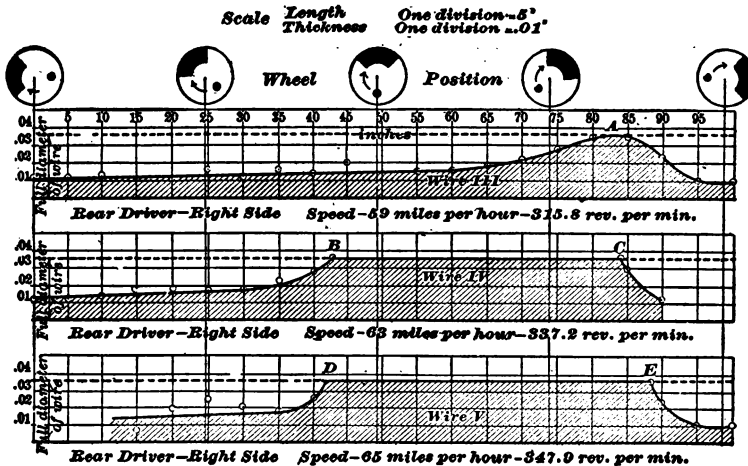 Scale Length One division=5"
Thickness One division=.01"
Wheel Position
5 10 15 20 25 30 35 40 45 50 55 60 65 70 75 80 85 90 95
inches
A
.04
.03
.02
.01
Full diameter of wire
Wire III
Rear Driver-Right Side Speed-59 miles per hour-315.8 rev. per min.
B C
.04
.03
.02
.01
Full diameter of wire
Wire IV
Rear Driver-Right Side Speed-63 miles per hour-337.2 rev. per min.
D E
.04
.03
.02
.01
Full diameter of wire
Wire V
Rear Driver-Right Side Speed-65 miles per hour-347.9 rev. per min.